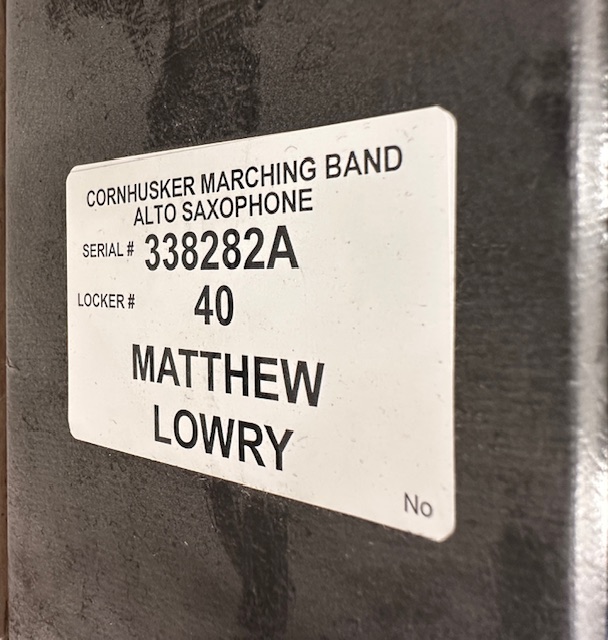 CORNHUSKER MARCHING BAND
ALTO SAXOPHONE
SERIAL # 338282A
LOCKER # 40
MATTHEW
LOWRY
No